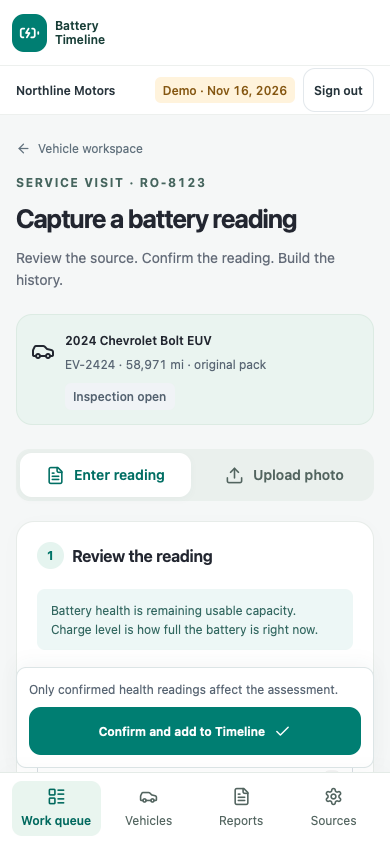 Battery
Timeline
Northline Motors
Demo · Nov 16, 2026
Sign out
Vehicle workspace
SERVICE VISIT · RO-8123
Capture a battery reading
Review the source. Confirm the reading. Build the
history.
2024 Chevrolet Bolt EUV
EV-2424 · 58,971 mi · original pack
Inspection open
Enter reading
Upload photo
1 Review the reading
Battery health is remaining usable capacity.
Charge level is how full the battery is right now.
Only confirmed health readings affect the assessment.
Confirm and add to Timeline
Work queue
Vehicles
Reports
Sources